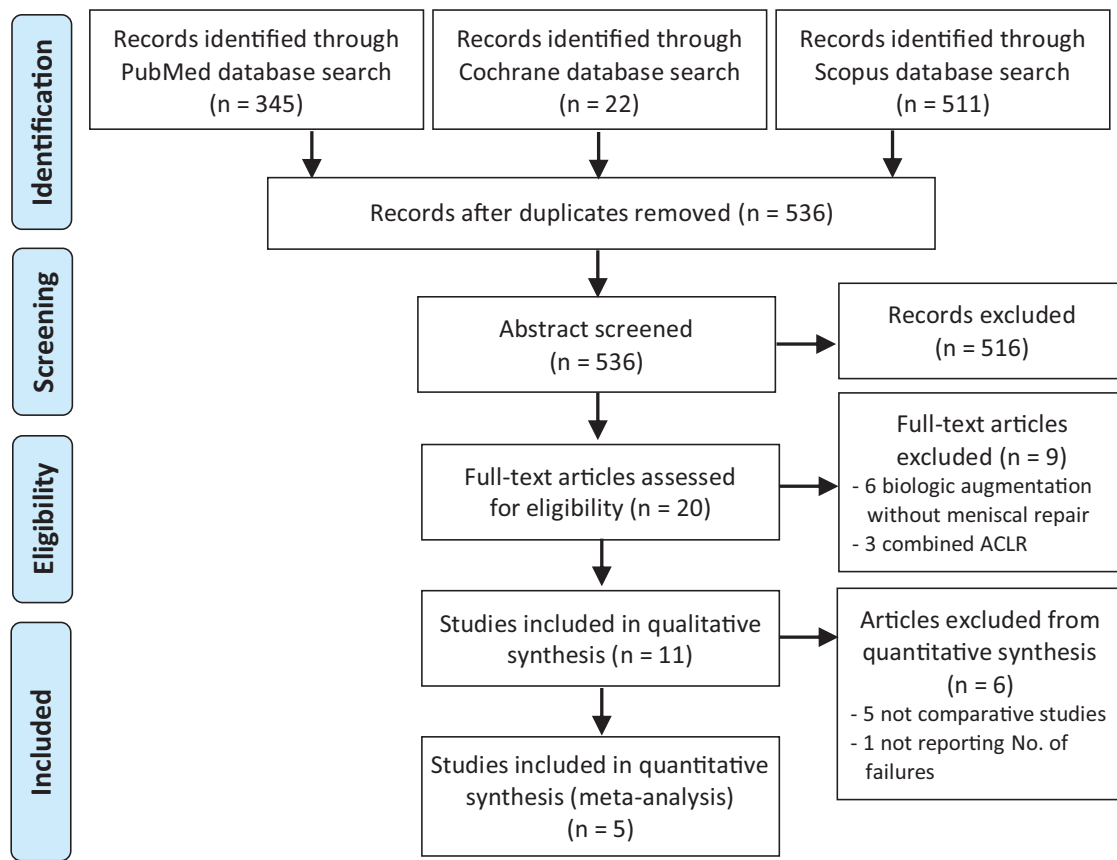 Identification
Records identified through
PubMed database search
(n = 345)
Records identified through
Cochrane database search
(n = 22)
Records identified through
Scopus database search
(n = 511)
Records after duplicates removed (n = 536)
Screening
Abstract screened
(n = 536)
Records excluded
(n = 516)
Eligibility
Full-text articles assessed
for eligibility (n = 20)
Full-text articles
excluded (n = 9)
- 6 biologic augmentation
without meniscal repair
- 3 combined ACLR
Included
Studies included in qualitative
synthesis (n = 11)
Articles excluded from
quantitative synthesis
(n = 6)
- 5 not comparative studies
- 1 not reporting No. of
failures
Studies included in quantitative
synthesis (meta-analysis)
(n = 5)